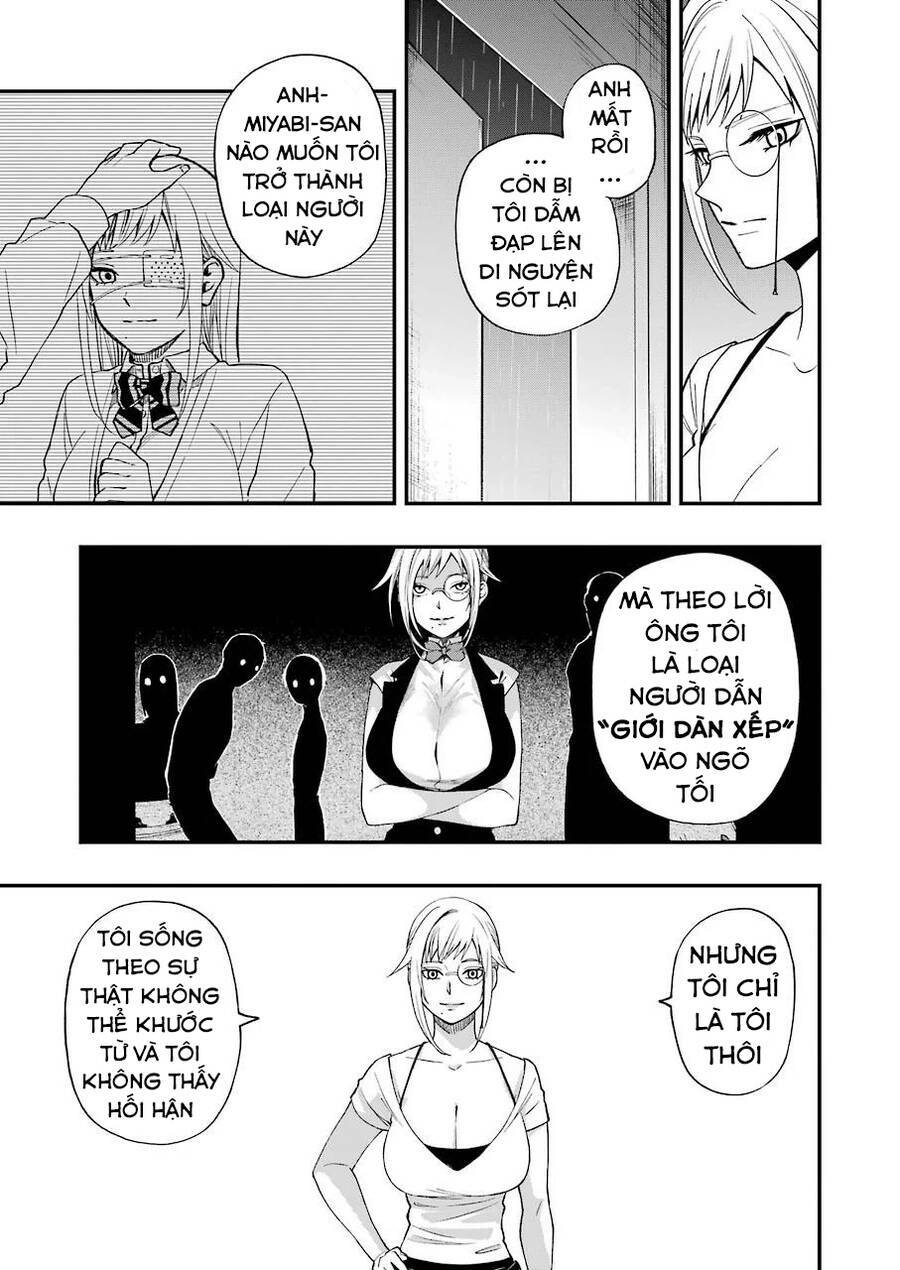 ANH
MẤT
RỒI
...
...
CÒN BỊ
TÔI DẪM
ĐẠP LÊN
DI NGUYỆN
SÓT LẠI
ANH-
MIYABI-SAN
NÀO MUỐN TÔI
TRỞ THÀNH
LOẠI NGƯỜI
NÀY
MÀ THEO LỜI
ÔNG TÔI
LÀ LOẠI
NGƯỜI DẪN
“GIỚI DÀN XẾP“
VÀO NGÕ
TỐI
NHƯNG
TÔI CHỈ
LÀ TÔI
THÔI
TÔI SỐNG
THEO SỰ
THẬT KHÔNG
THỂ KHƯỚC
TỪ VÀ TÔI
KHÔNG THẤY
HỐI HẬN